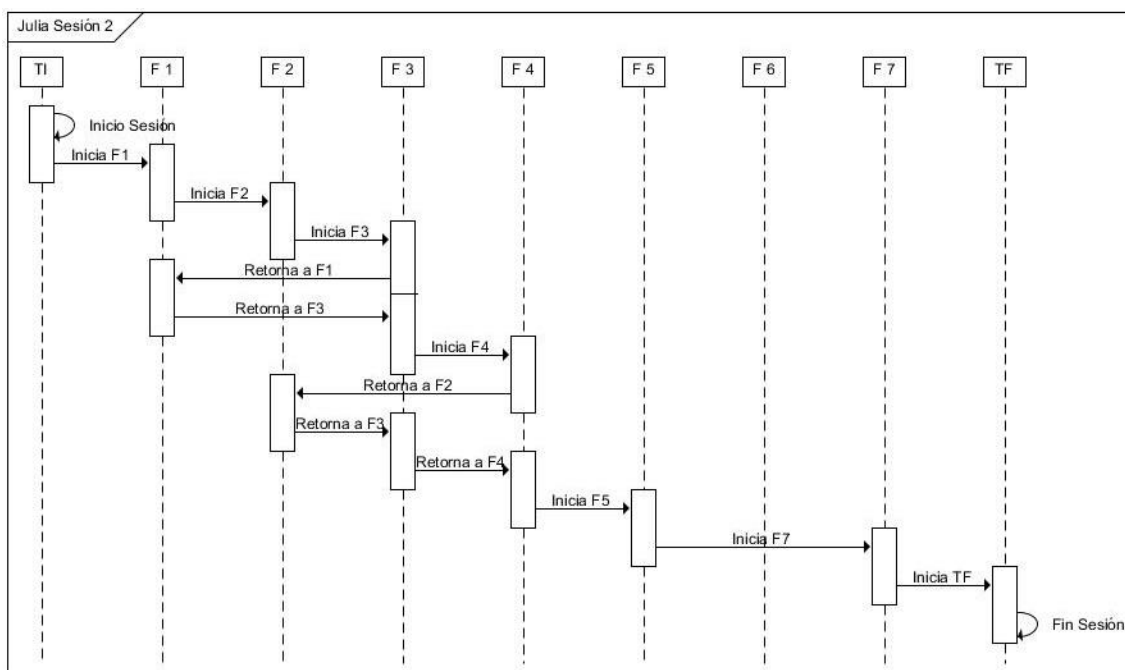 Julia Sesión 2
TI
F 1
F 2
F 3
F 4
F 5
F 6
F 7
TF
Inicio Sesión
Inicia F1
Inicia F2
Inicia F3
Retorna a F1
Retorna a F3
Inicia F4
Retorna a F2
Retorna a F3
Retorna a F4
Inicia F5
Inicia F7
Inicia TF
Fin Sesión